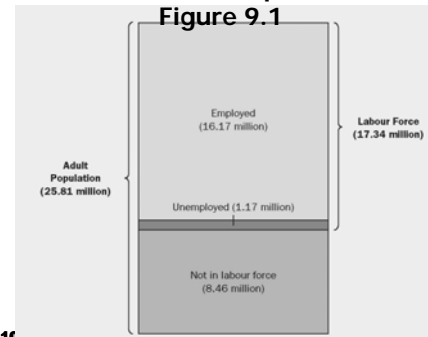 Figure 9.1
Employed
(16.17 million)
Labour Force
(17.34 million)
Adult
Population
(25.81 million)
Unemployed (1.17 million)
Not in labour force
(8.46 million)